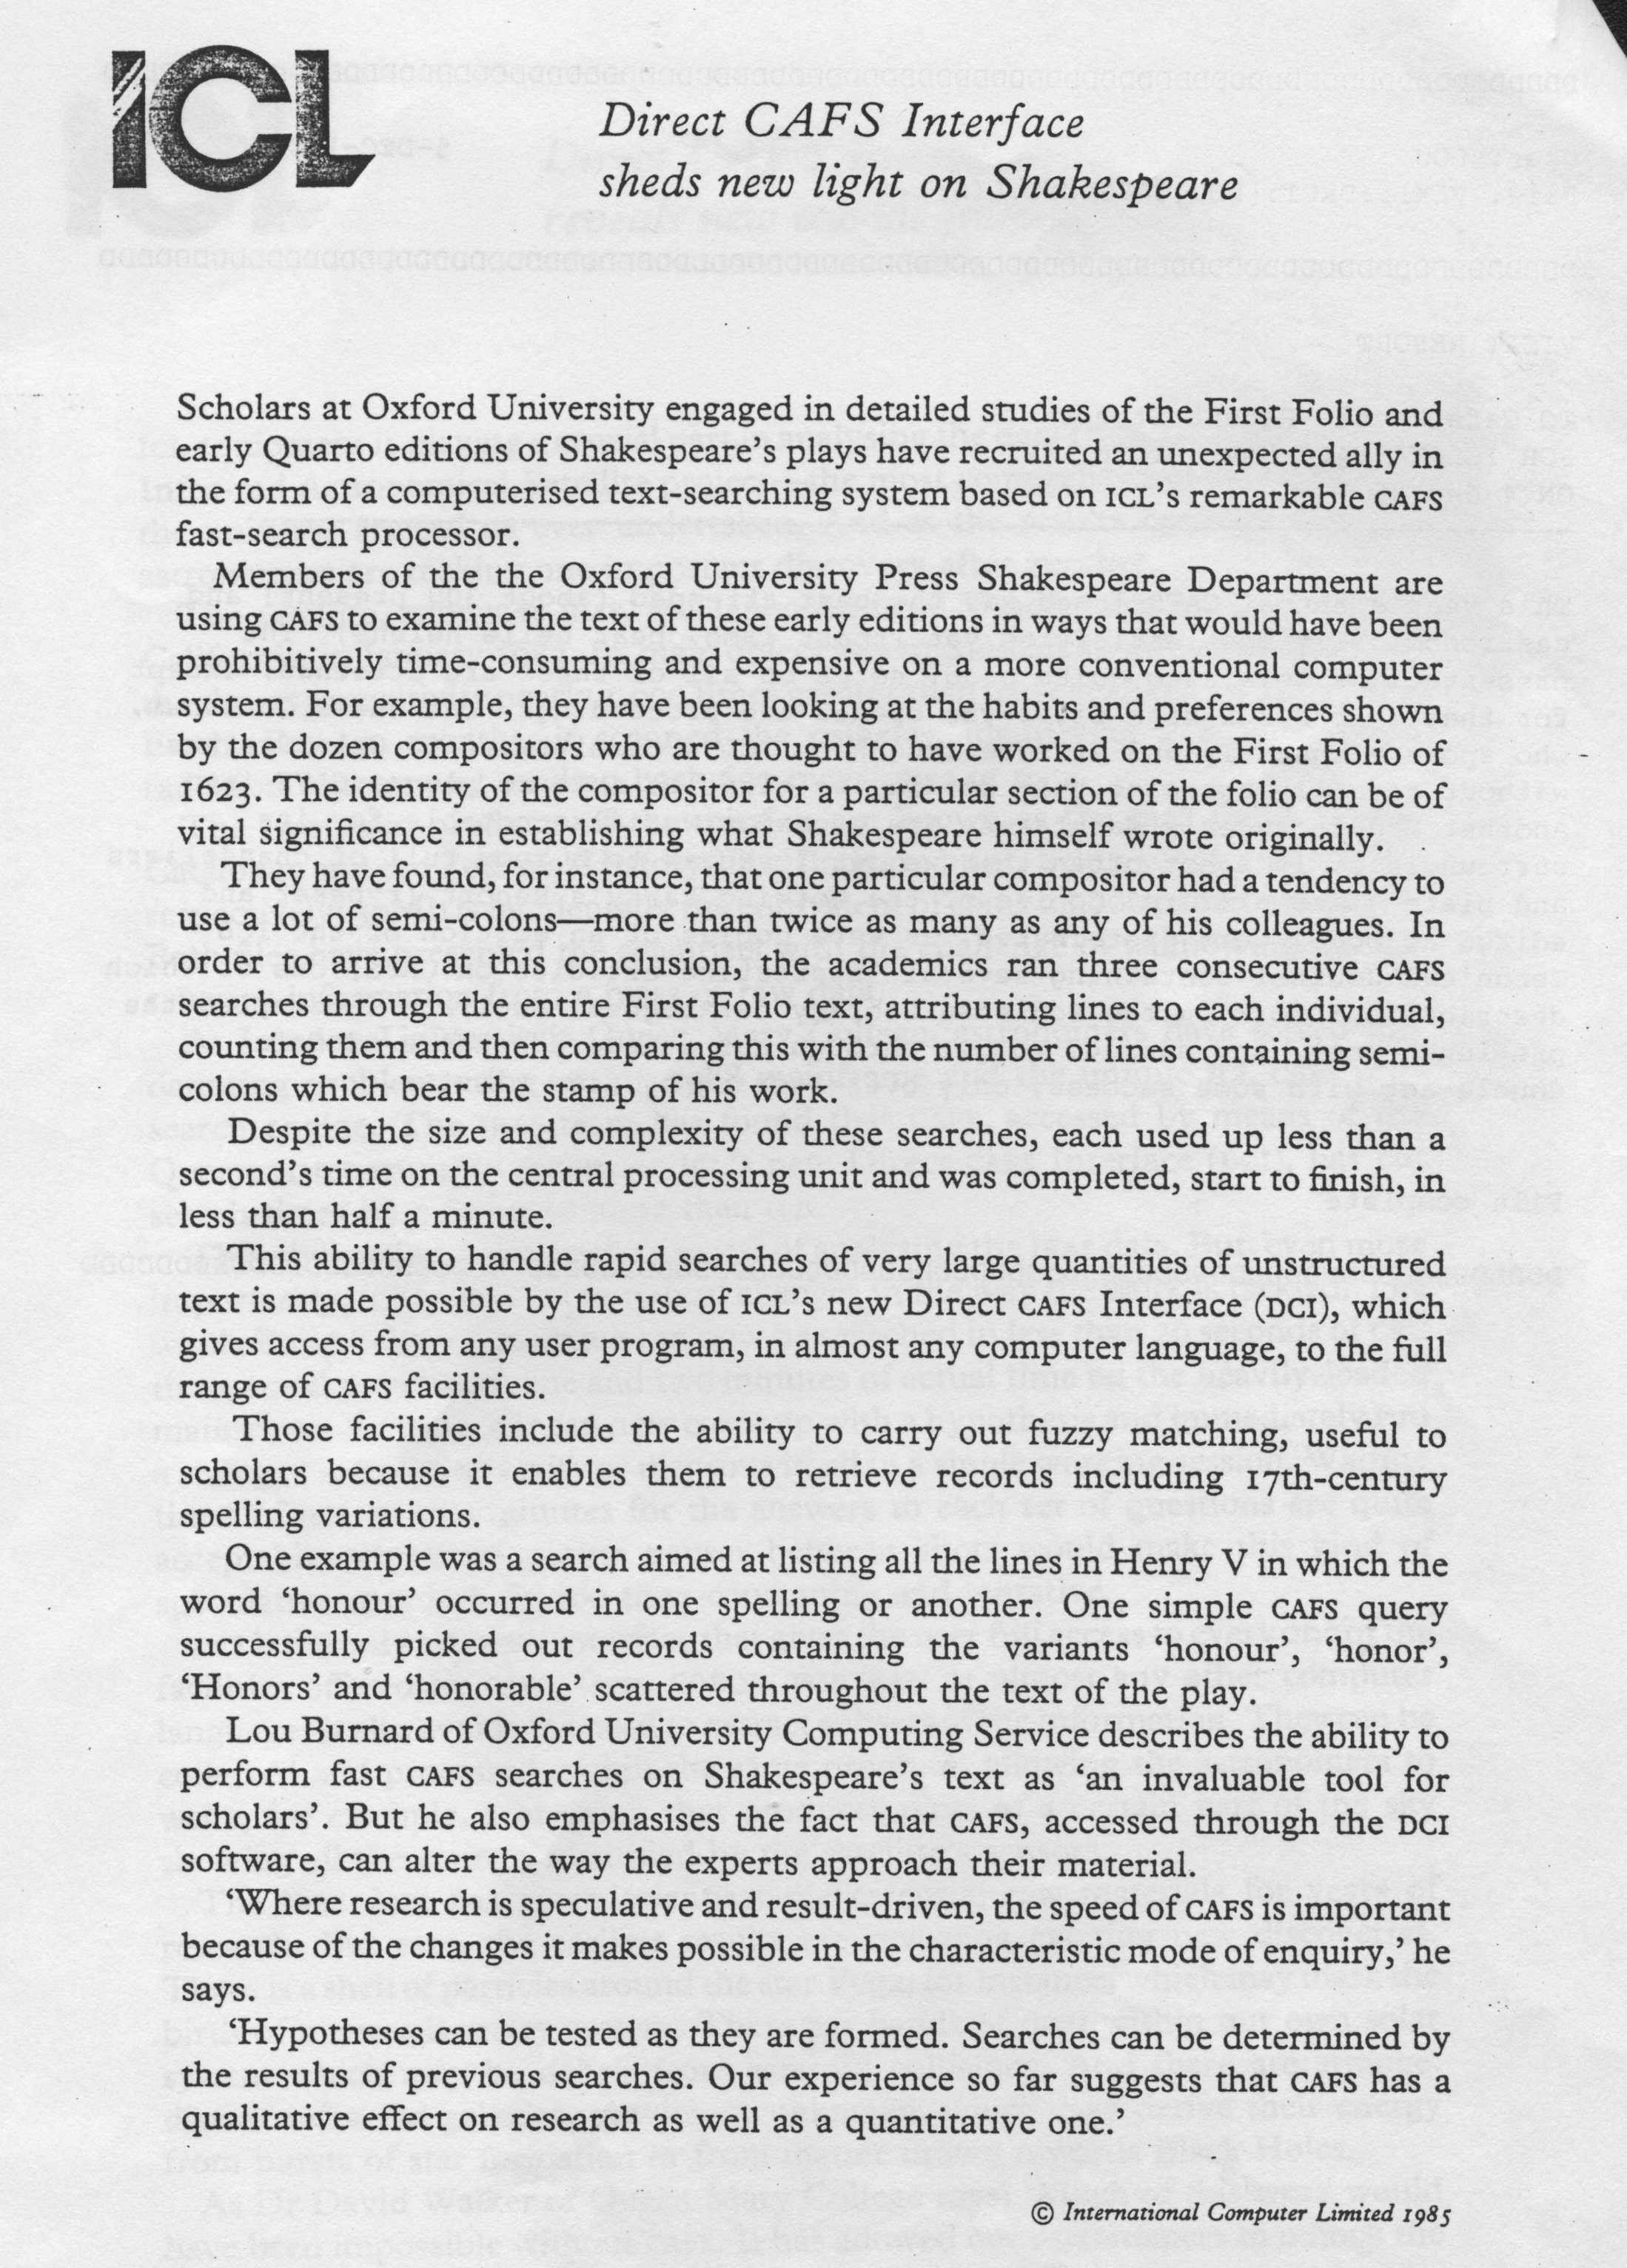 ICL
Direct CAFS Interface
sheds new light on Shakespeare
Scholars at Oxford University engaged in detailed studies of the First Folio and
early Quarto editions of Shakespeare's plays have recruited an unexpected ally in
the form of a computerised text-searching system based on ICL's remarkable CAFS
fast-search processor.
Members of the the Oxford University Press Shakespeare Department are
using CAFS to examine the text of these early editions in ways that would have been
prohibitively time-consuming and expensive on a more conventional computer
system. For example, they have been looking at the habits and preferences shown
by the dozen compositors who are thought to have worked on the First Folio of
1623. The identity of the compositor for a particular section of the folio can be of
vital significance in establishing what Shakespeare himself wrote originally.
They have found, for instance, that one particular compositor had a tendency to
use a lot of semi-colons—more than twice as many as any of his colleagues. In
order to arrive at this conclusion, the academics ran three consecutive CAFS
searches through the entire First Folio text, attributing lines to each individual,
counting them and then comparing this with the number of lines containing semi-
colons which bear the stamp of his work.
Despite the size and complexity of these searches, each used up less than a
second's time on the central processing unit and was completed, start to finish, in
less than half a minute.
This ability to handle rapid searches of very large quantities of unstructured
text is made possible by the use of ICL's new Direct CAFS Interface (DCI), which
gives access from any user program, in almost any computer language, to the full
range of CAFS facilities.
Those facilities include the ability to carry out fuzzy matching, useful to
scholars because it enables them to retrieve records including 17th-century
spelling variations.
One example was a search aimed at listing all the lines in Henry V in which the
word 'honour' occurred in one spelling or another. One simple CAFS query
successfully picked out records containing the variants 'honour', 'honor',
'Honors' and 'honorable' scattered throughout the text of the play.
Lou Burnard of Oxford University Computing Service describes the ability to
perform fast CAFS searches on Shakespeare's text as 'an invaluable tool for
scholars'. But he also emphasises the fact that CAFS, accessed through the DCI
software, can alter the way the experts approach their material.
'Where research is speculative and result-driven, the speed of CAFS is important
because of the changes it makes possible in the characteristic mode of enquiry,' he
says.
'Hypotheses can be tested as they are formed. Searches can be determined by
the results of previous searches. Our experience so far suggests that CAFS has a
qualitative effect on research as well as a quantitative one.'
© International Computer Limited 1985